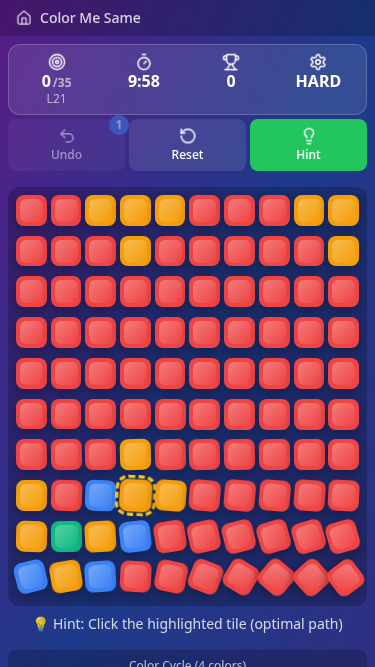 Color Me Same
0/35
L21
9:58
0
HARD
Undo
1
Reset
Hint
💡 Hint: Click the highlighted tile (optimal path)
Color Cycle (4 colors)